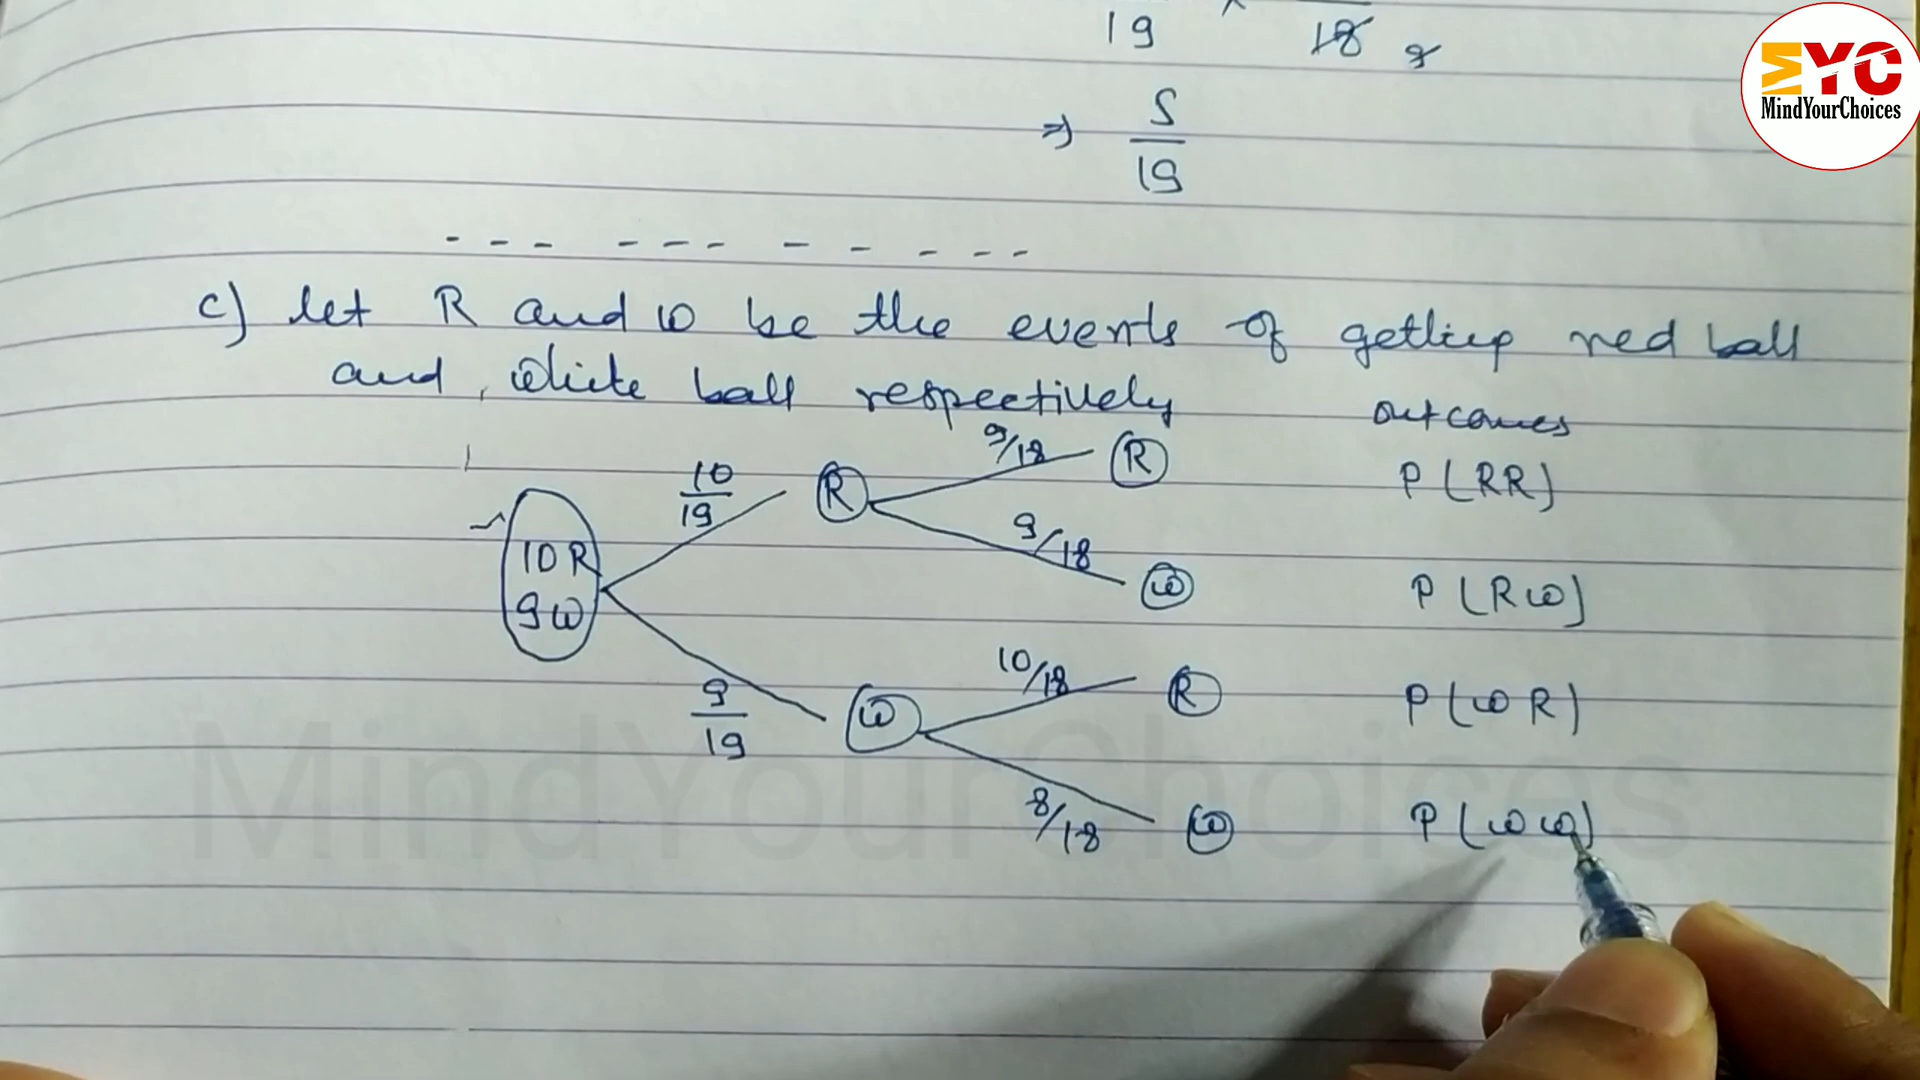 19 × 18 9
MYC
MindYourChoices
⇒ 5/19
c) let R and W be the events of getting red ball
and, white ball respectively
outcomes
10/19 R 9/18 R P(RR)
10R
9W
9/18 W P(RW)
9/19 W 10/18 R P(WR)
8/18 W P(WW)
MindYourChoices